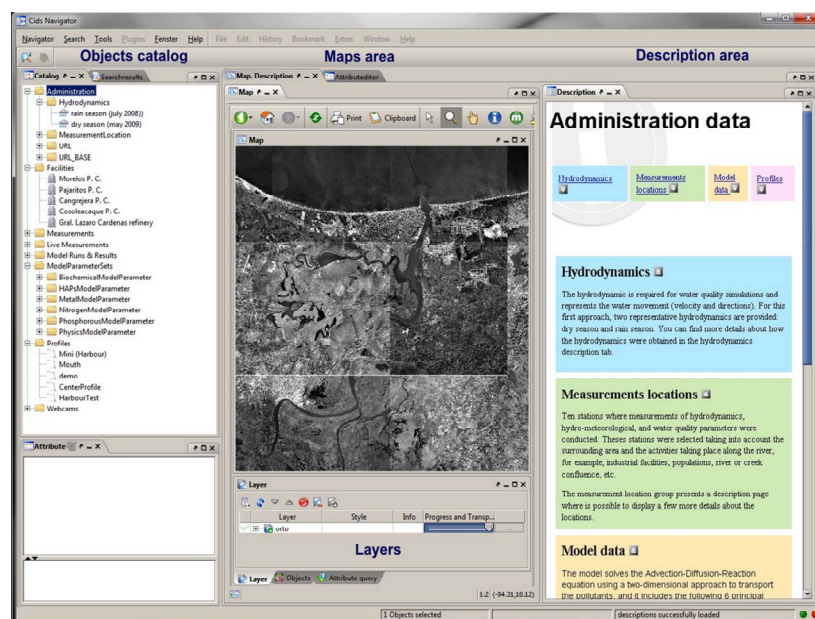 Cids Navigator
Navigator Search Tools Plugins Fenster Help File Edit History Bookmark Extras Window Help
Objects catalog
Maps area
Description area
Catalog
Searchresults
Map, Description
Attributeditor
Administration
Hydrodynamics
rain season (july 2008))
dry season (may 2009)
MeasurementLocation
URL
URL_BASE
Facilities
Morelos P. C.
Pajaritos P. C.
Cangrejera P. C.
Cosoleacaque P. C.
Gral. Lazaro Cardenas refinery
Measurements
Live Measurements
Model Runs & Results
ModelParameterSets
BiochemicalModelParameter
HAPsModelParameter
MetalModelParameter
NitrogenModelParameter
PhosphorousModelParameter
PhysicsModelParameter
Profiles
Mini (Harbour)
Mouth
demo
CenterProfile
HarbourTest
Webcams
Attribute
Map
Print Clipboard
Map
Layer
Layer Style Info Progress and Transp...
orto
...
Layers
Layer Objects Attribute query
1:2 (-94.31,18.12)
Description
Administration data
Hydrodynamics
Measurements locations
Model data
Profiles
Hydrodynamics
The hydrodynamic is required for water quality simulations and
represents the water movement (velocity and directions). For this
first approach, two representative hydrodynamics are provided:
dry season and rain season. You can find more details about how
the hydrodynamics were obtained in the hydrodynamics
description tab.
Measurements locations
Ten stations where measurements of hydrodynamics,
hydro-meteorological, and water quality parameters were
conducted. Theses stations were selected taking into account the
surrounding area and the activities taking place along the river,
for example, industrial facilities, populations, river or creek
confluence, etc.
The measurement location group presents a description page
where is possible to display a few more details about the
locations.
Model data
The model solves the Advection-Diffusion-Reaction
equation using a two-dimensional approach to transport
the pollutants, and it includes the following 6 principal
1 Objects selected
descriptions successfully loaded